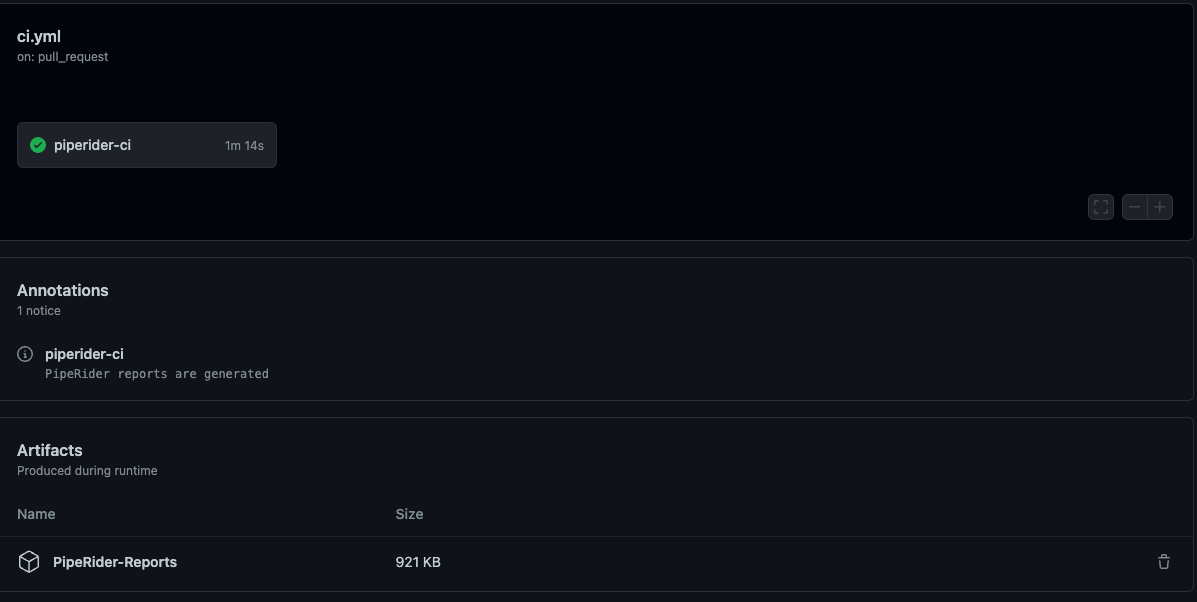 ci.yml
on: pull_request
piperider-ci 1m 14s
Annotations
1 notice
piperider-ci
PipeRider reports are generated
Artifacts
Produced during runtime
Name Size
PipeRider-Reports 921 KB